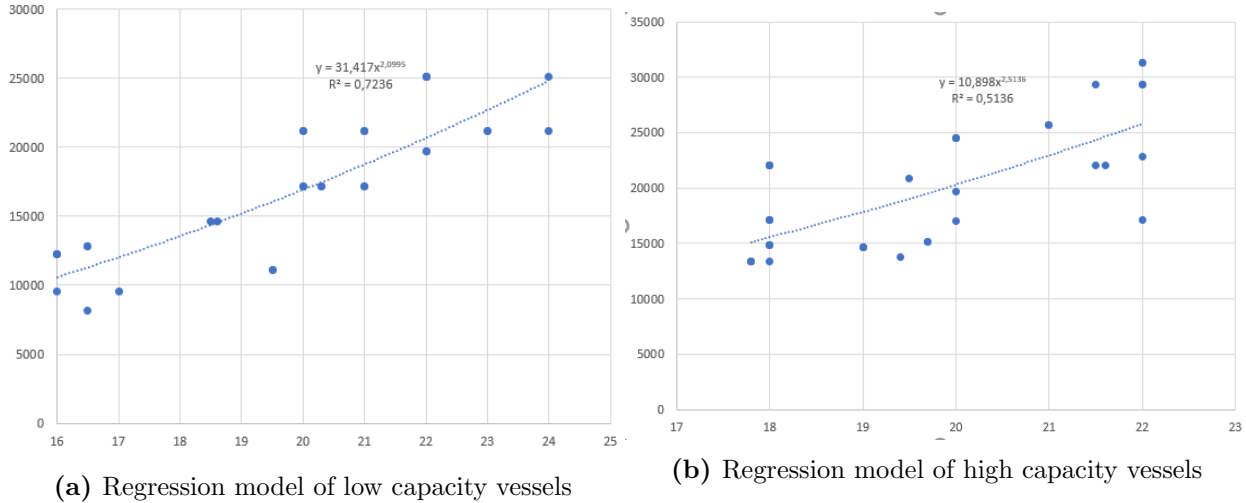 30000
25000
20000
15000
10000
5000
0
16 17 18 19 20 21 22 23 24 25
y = 31,417x^2,0995
R² = 0,7236
(a) Regression model of low capacity vessels
35000
30000
25000
20000
15000
10000
5000
0
17 18 19 20 21 22 23
y = 10,898x^2,5136
R² = 0,5136
(b) Regression model of high capacity vessels